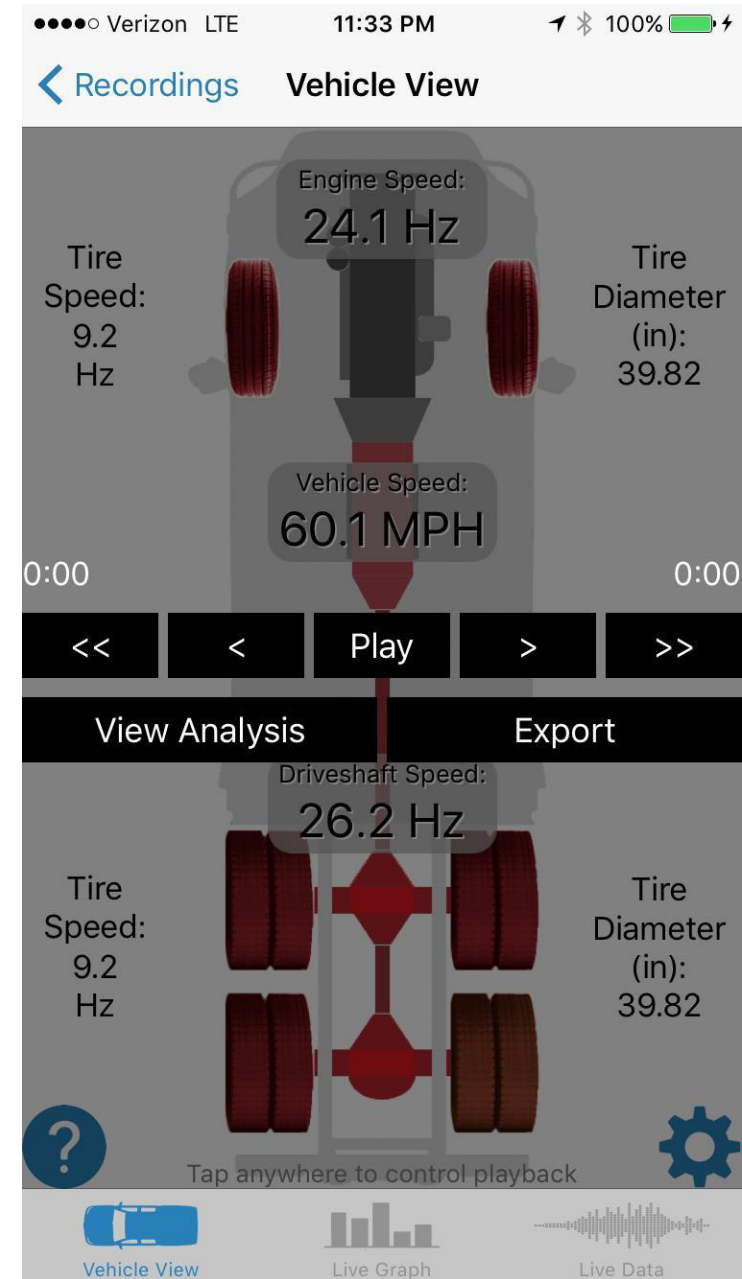 Verizon LTE 11:33 PM 100%
Recordings Vehicle View
Engine Speed:
24.1 Hz
Tire
Speed:
9.2
Hz
Tire
Diameter
(in):
39.82
Vehicle Speed:
60.1 MPH
0:00 0:00
<< < Play > >>
View Analysis Export
Driveshaft Speed:
26.2 Hz
Tire
Speed:
9.2
Hz
Tire
Diameter
(in):
39.82
?
Tap anywhere to control playback
Vehicle View Live Graph Live Data